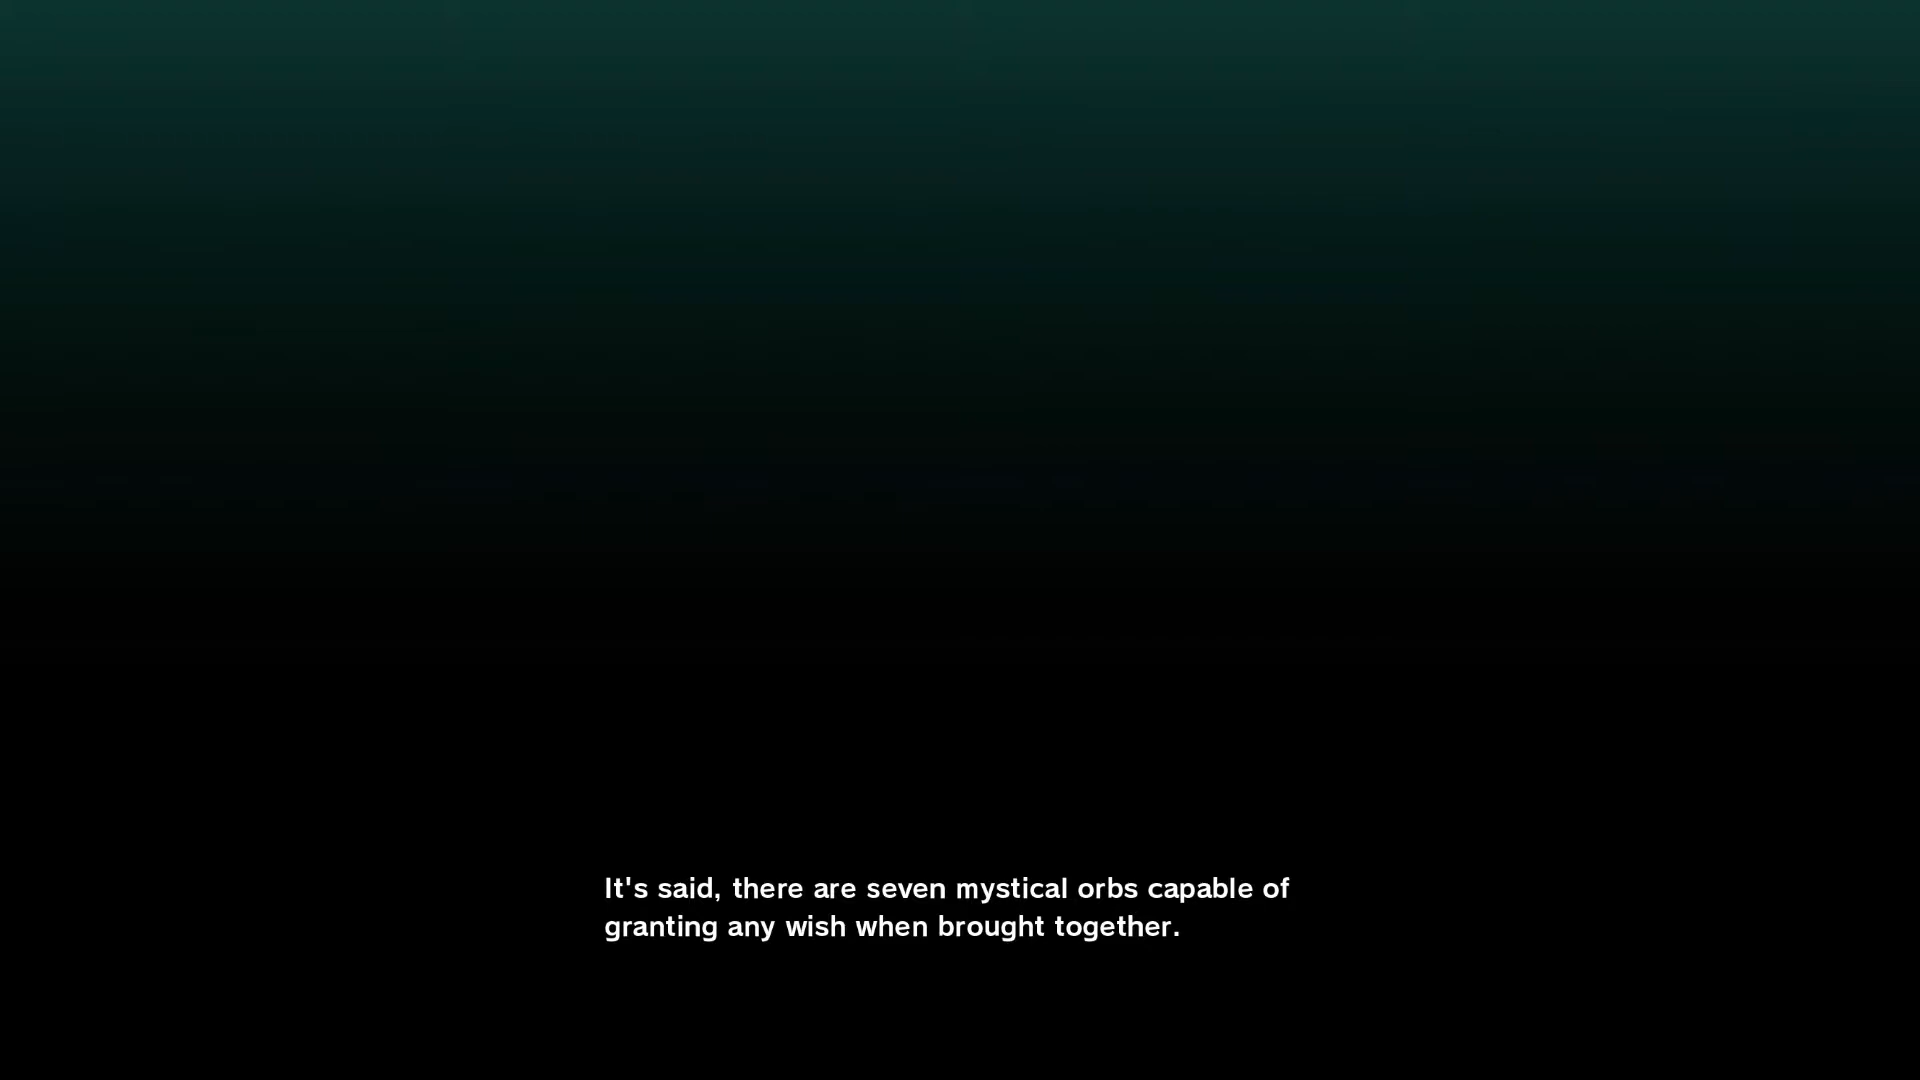 It's said, there are seven mystical orbs capable of
granting any wish when brought together.